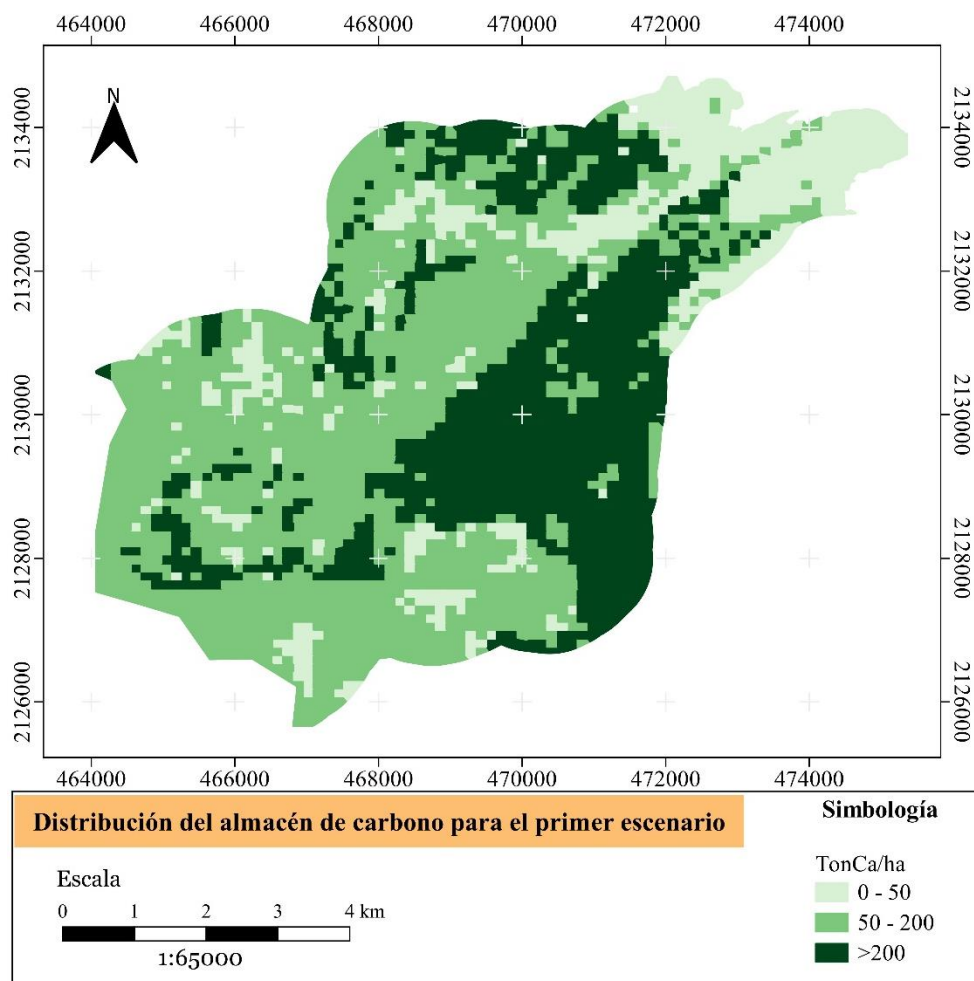 464000 466000 468000 470000 472000 474000
N
2134000 2134000
2132000 2132000
2130000 2130000
2128000 2128000
2126000 2126000
464000 466000 468000 470000 472000 474000
Distribución del almacén de carbono para el primer escenario
Escala
0 1 2 3 4 km
1:65000
Simbología
TonCa/ha
0 - 50
50 - 200
>200